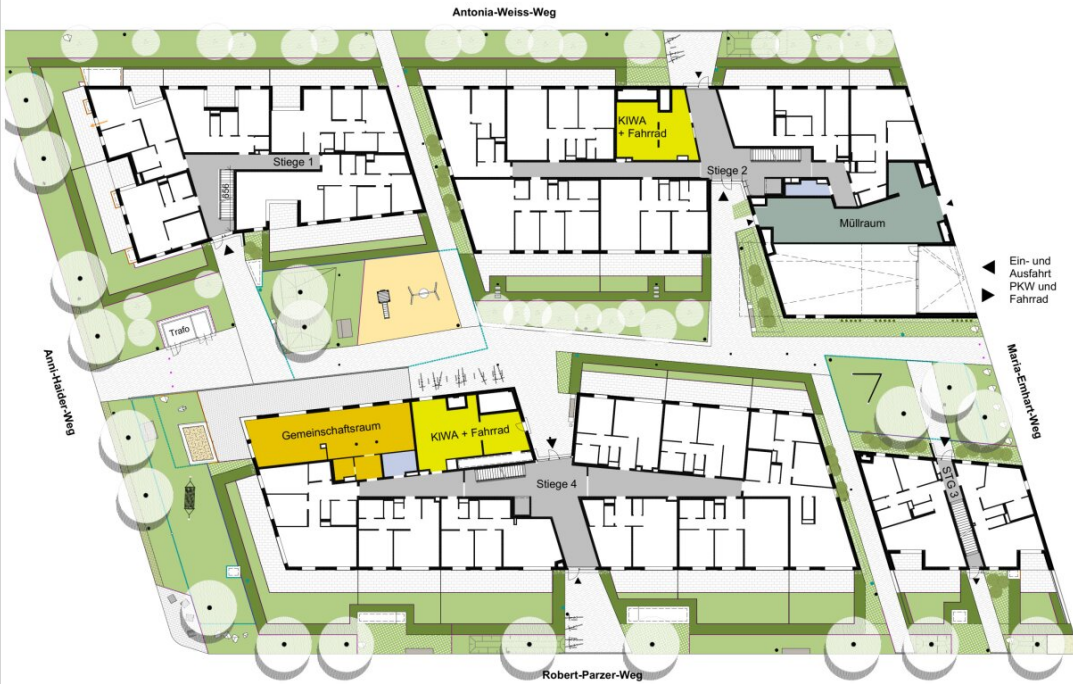 Antonia-Weiss-Weg
KIWA
+ Fahrrad
Stiege 1
656
Stiege 2
Müllraum
Ein- und
Ausfahrt
PKW und
Fahrrad
Trafo
Anni-Haider-Weg
Maria-Emhart-Weg
Gemeinschaftsraum
KIWA + Fahrrad
Stiege 4
STG 3
Robert-Parzer-Weg